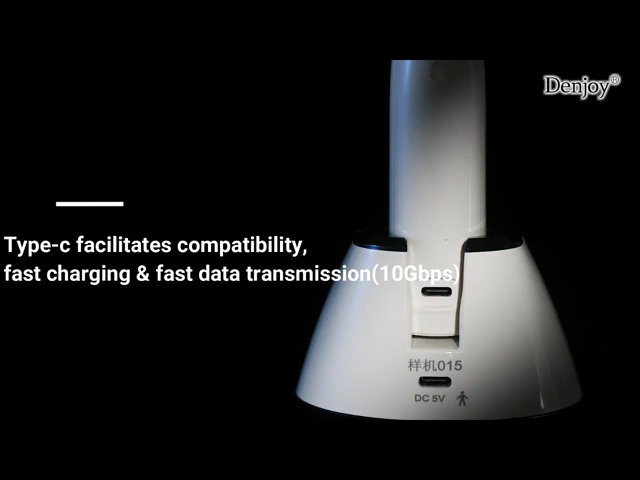 Denjoy®
Type-c facilitates compatibility,
fast charging & fast data transmission(10Gbps)
样机015
DC 5V